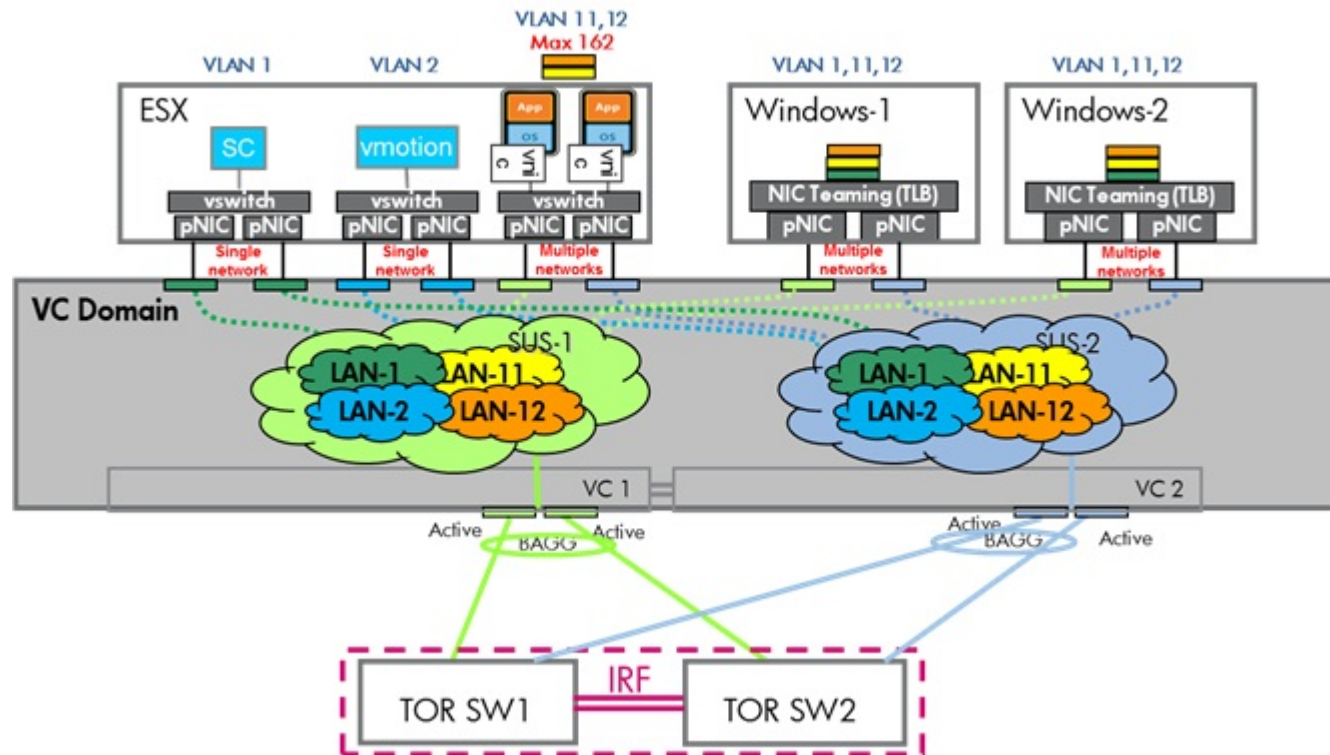 VLAN 11,12
Max 162
VLAN 1
VLAN 2
VLAN 1,11,12
VLAN 1,11,12
ESX
Windows-1
Windows-2
App
App
OS
OS
SC
vmotion
vni
c
vni
c
vswitch
vswitch
vswitch
NIC Teaming (TLB)
NIC Teaming (TLB)
pNIC
pNIC
pNIC
pNIC
pNIC
pNIC
pNIC
pNIC
pNIC
pNIC
Single
network
Single
network
Multiple
networks
Multiple
networks
Multiple
networks
VC Domain
SUS-1
SUS-2
LAN-1
LAN-11
LAN-1
LAN-11
LAN-2
LAN-12
LAN-2
LAN-12
VC 1
VC 2
Active
Active
BAGG
Active
Active
BAGG
IRF
TOR SW1
TOR SW2